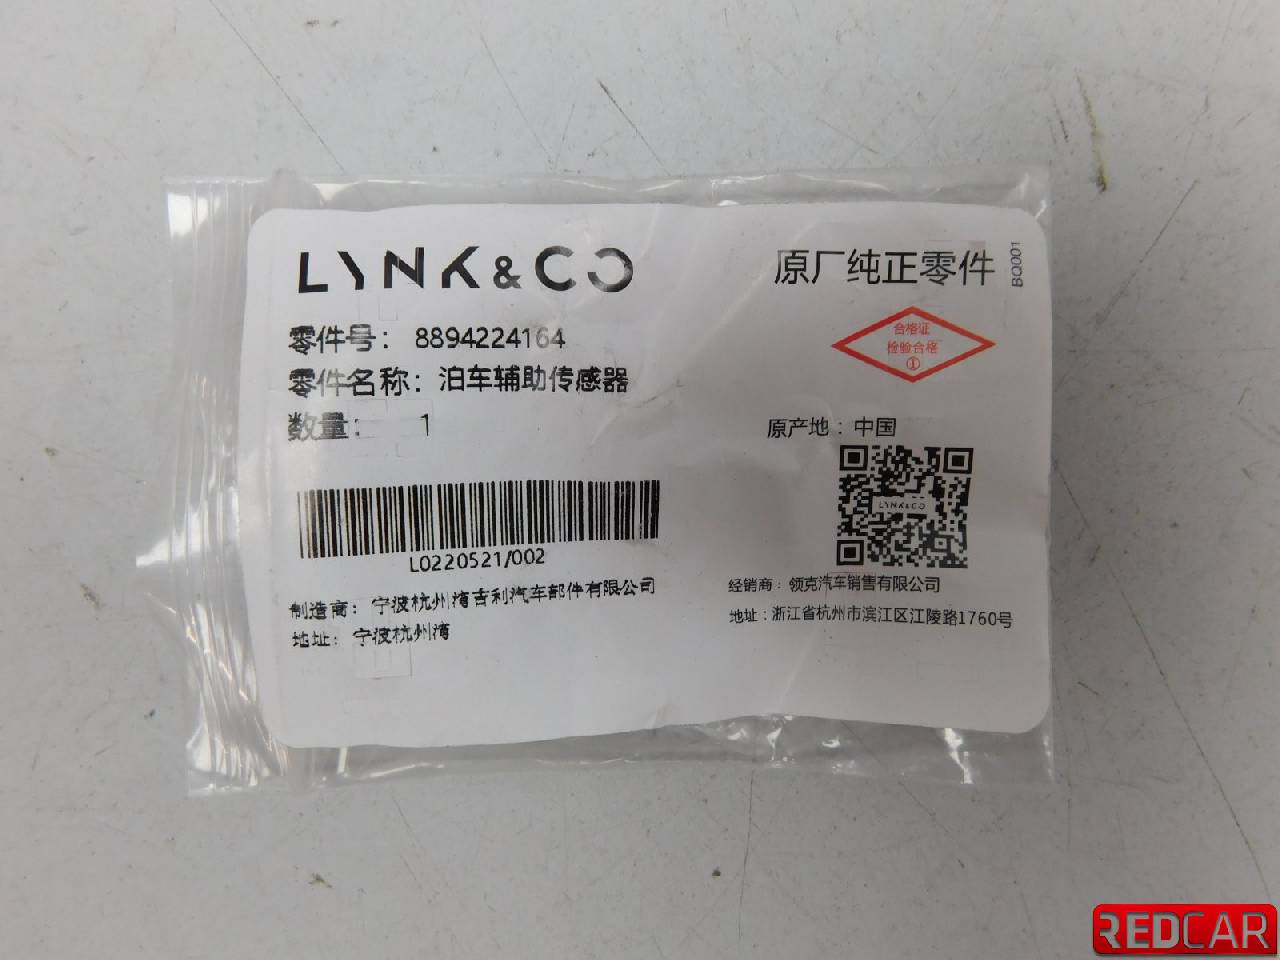 LYNK & CO
原厂纯正零件
BQ001
零件号： 8894224164
零件名称：泊车辅助传感器
数量： 1
合格证
检验合格
①
原产地：中国
LYNK&CO
L0220521/002
制造商：宁波杭州湾吉利汽车部件有限公司
地址：宁波杭州湾
经销商：领克汽车销售有限公司
地址：浙江省杭州市滨江区江陵路1760号
REDCAR